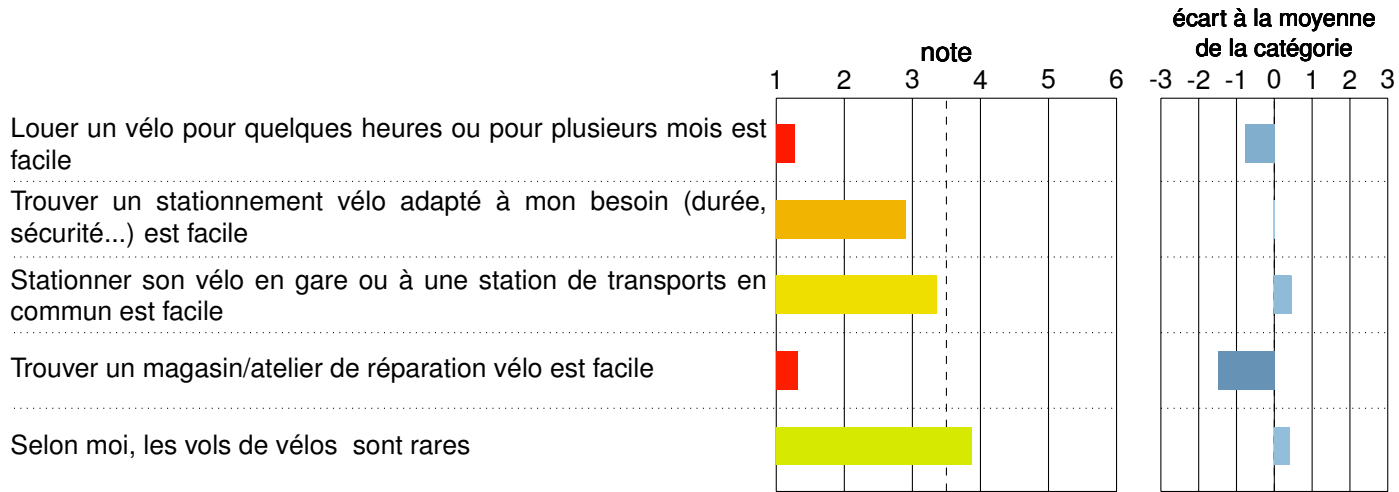 écart à la moyenne
de la catégorie
note
1 2 3 4 5 6
-3 -2 -1 0 1 2 3
Louer un vélo pour quelques heures ou pour plusieurs mois est
facile
Trouver un stationnement vélo adapté à mon besoin (durée,
sécurité...) est facile
Stationner son vélo en gare ou à une station de transports en
commun est facile
Trouver un magasin/atelier de réparation vélo est facile
Selon moi, les vols de vélos sont rares